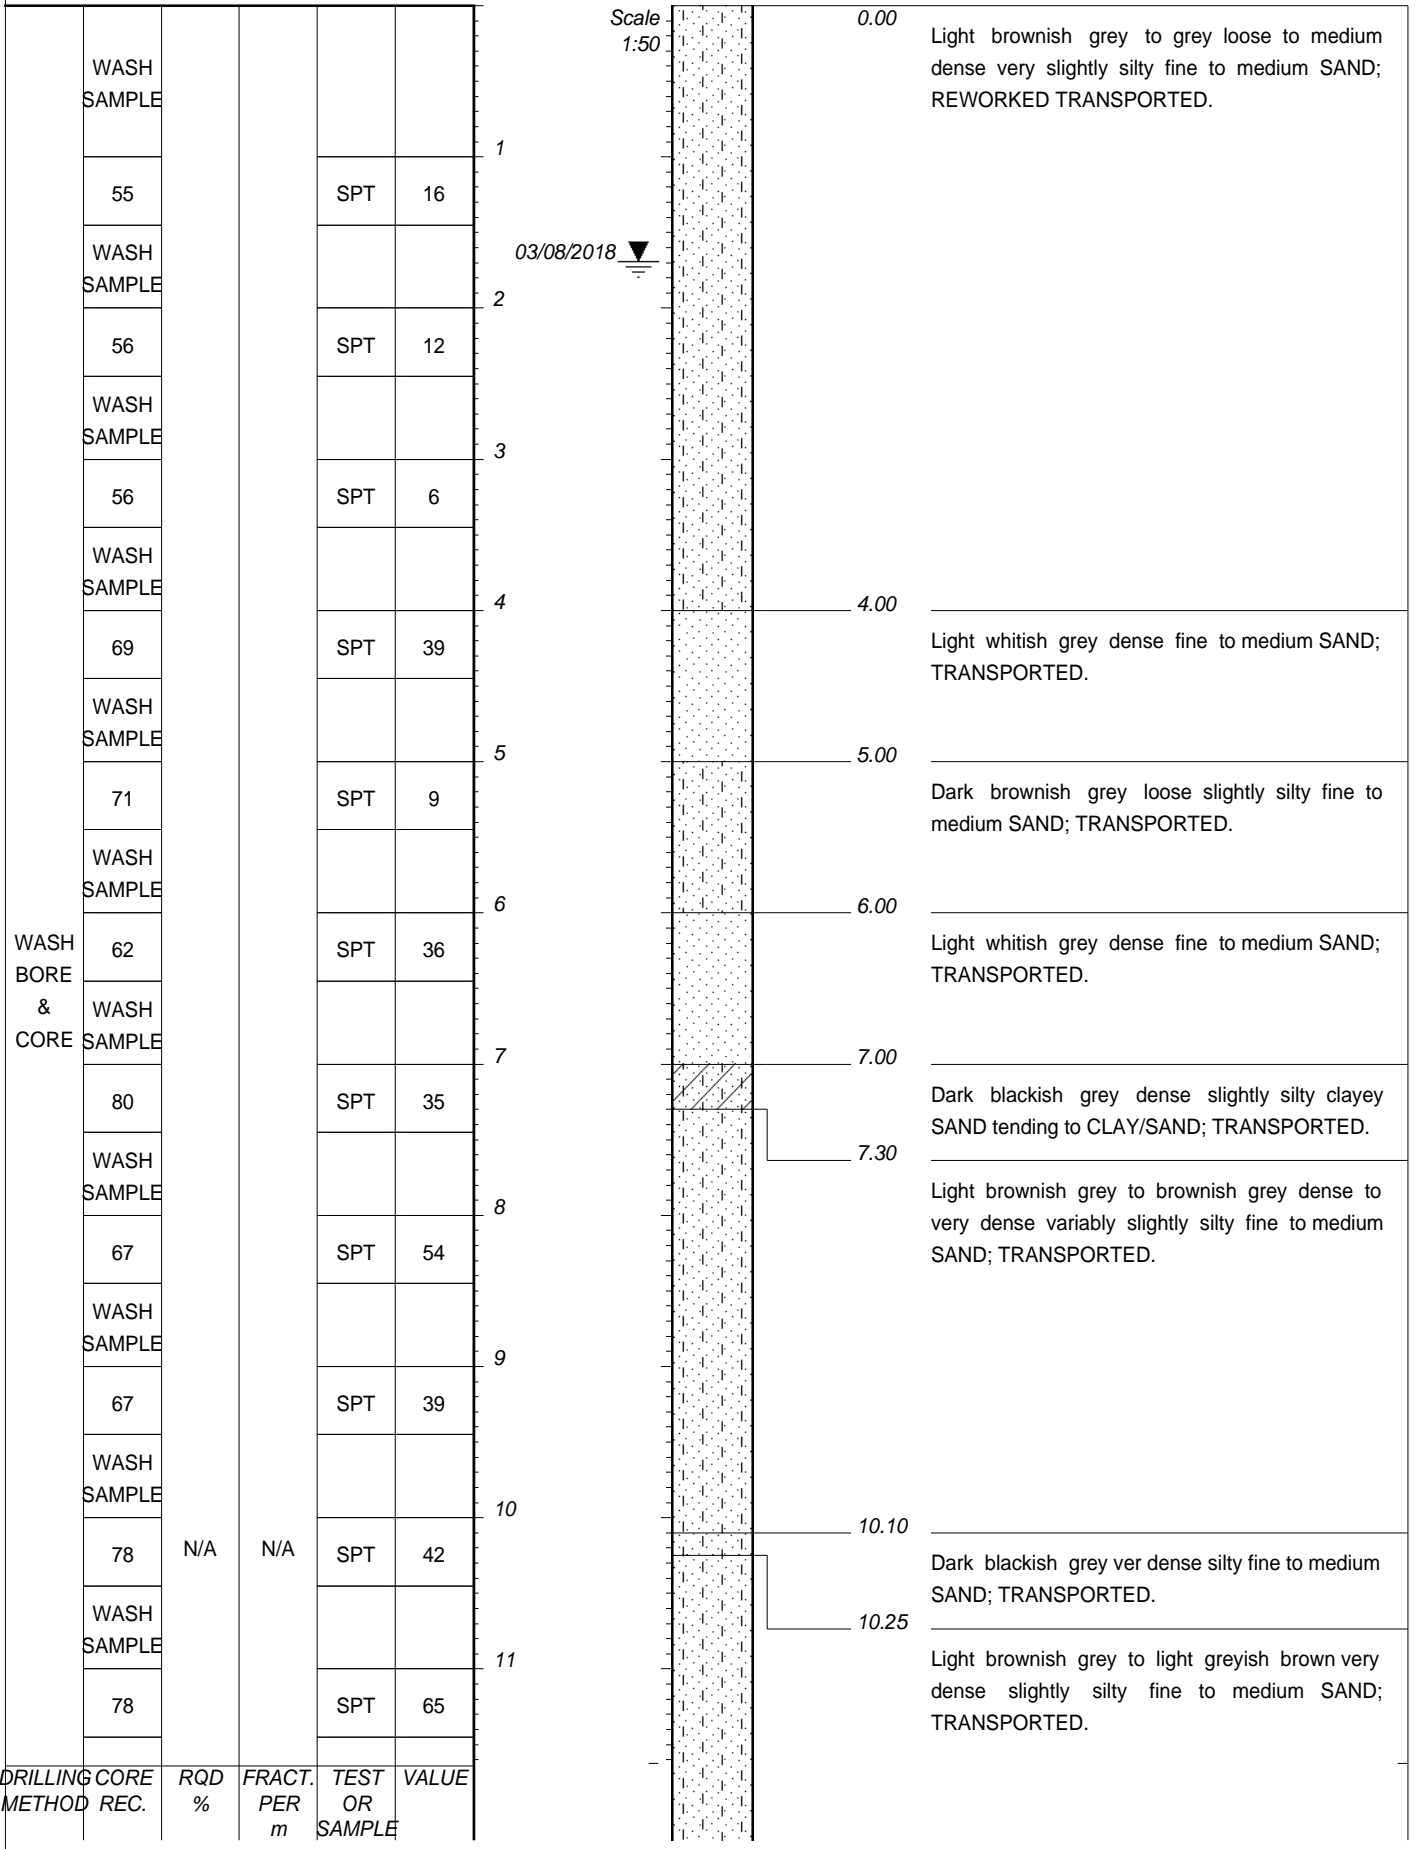 Scale
1:50
0.00
Light brownish grey to grey loose to medium
dense very slightly silty fine to medium SAND;
REWORKED TRANSPORTED.
WASH
SAMPLE
1
55 SPT 16
WASH
SAMPLE
03/08/2018
2
56 SPT 12
WASH
SAMPLE
3
56 SPT 6
WASH
SAMPLE
4
4.00
69 SPT 39
Light whitish grey dense fine to medium SAND;
TRANSPORTED.
WASH
SAMPLE
5
5.00
71 SPT 9
Dark brownish grey loose slightly silty fine to
medium SAND; TRANSPORTED.
WASH
SAMPLE
6
6.00
WASH
BORE
&
CORE
62 SPT 36
Light whitish grey dense fine to medium SAND;
TRANSPORTED.
WASH
SAMPLE
7
7.00
80 SPT 35
Dark blackish grey dense slightly silty clayey
SAND tending to CLAY/SAND; TRANSPORTED.
7.30
WASH
SAMPLE
Light brownish grey to brownish grey dense to
very dense variably slightly silty fine to medium
SAND; TRANSPORTED.
8
67 SPT 54
WASH
SAMPLE
9
67 SPT 39
WASH
SAMPLE
10
10.10
78 N/A N/A SPT 42
Dark blackish grey ver dense silty fine to medium
SAND; TRANSPORTED.
WASH
SAMPLE
10.25
11
Light brownish grey to light greyish brown very
dense slightly silty fine to medium SAND;
TRANSPORTED.
78 SPT 65
DRILLING CORE RQD FRACT. TEST VALUE
METHOD REC. % PER OR
m SAMPLE